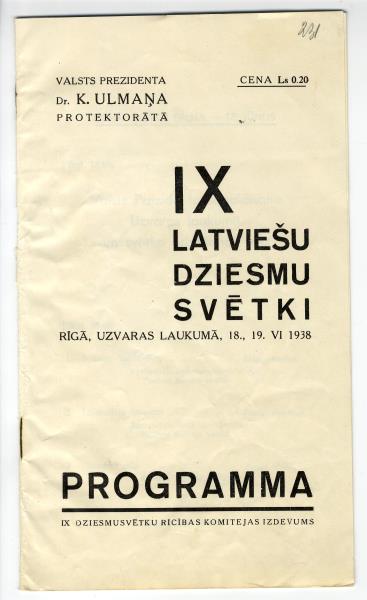 231
VALSTS PREZIDENTA
Dr. K. ULMAŅA
PROTEKTORĀTĀ
CENA Ls 0.20
IX
LATVIEŠU
DZIESMU
SVĒTKI
RĪGĀ, UZVARAS LAUKUMĀ, 18., 19. VI 1938
PROGRAMMA
IX DZIESMUSVĒTKU RĪCĪBAS KOMITEJAS IZDEVUMS